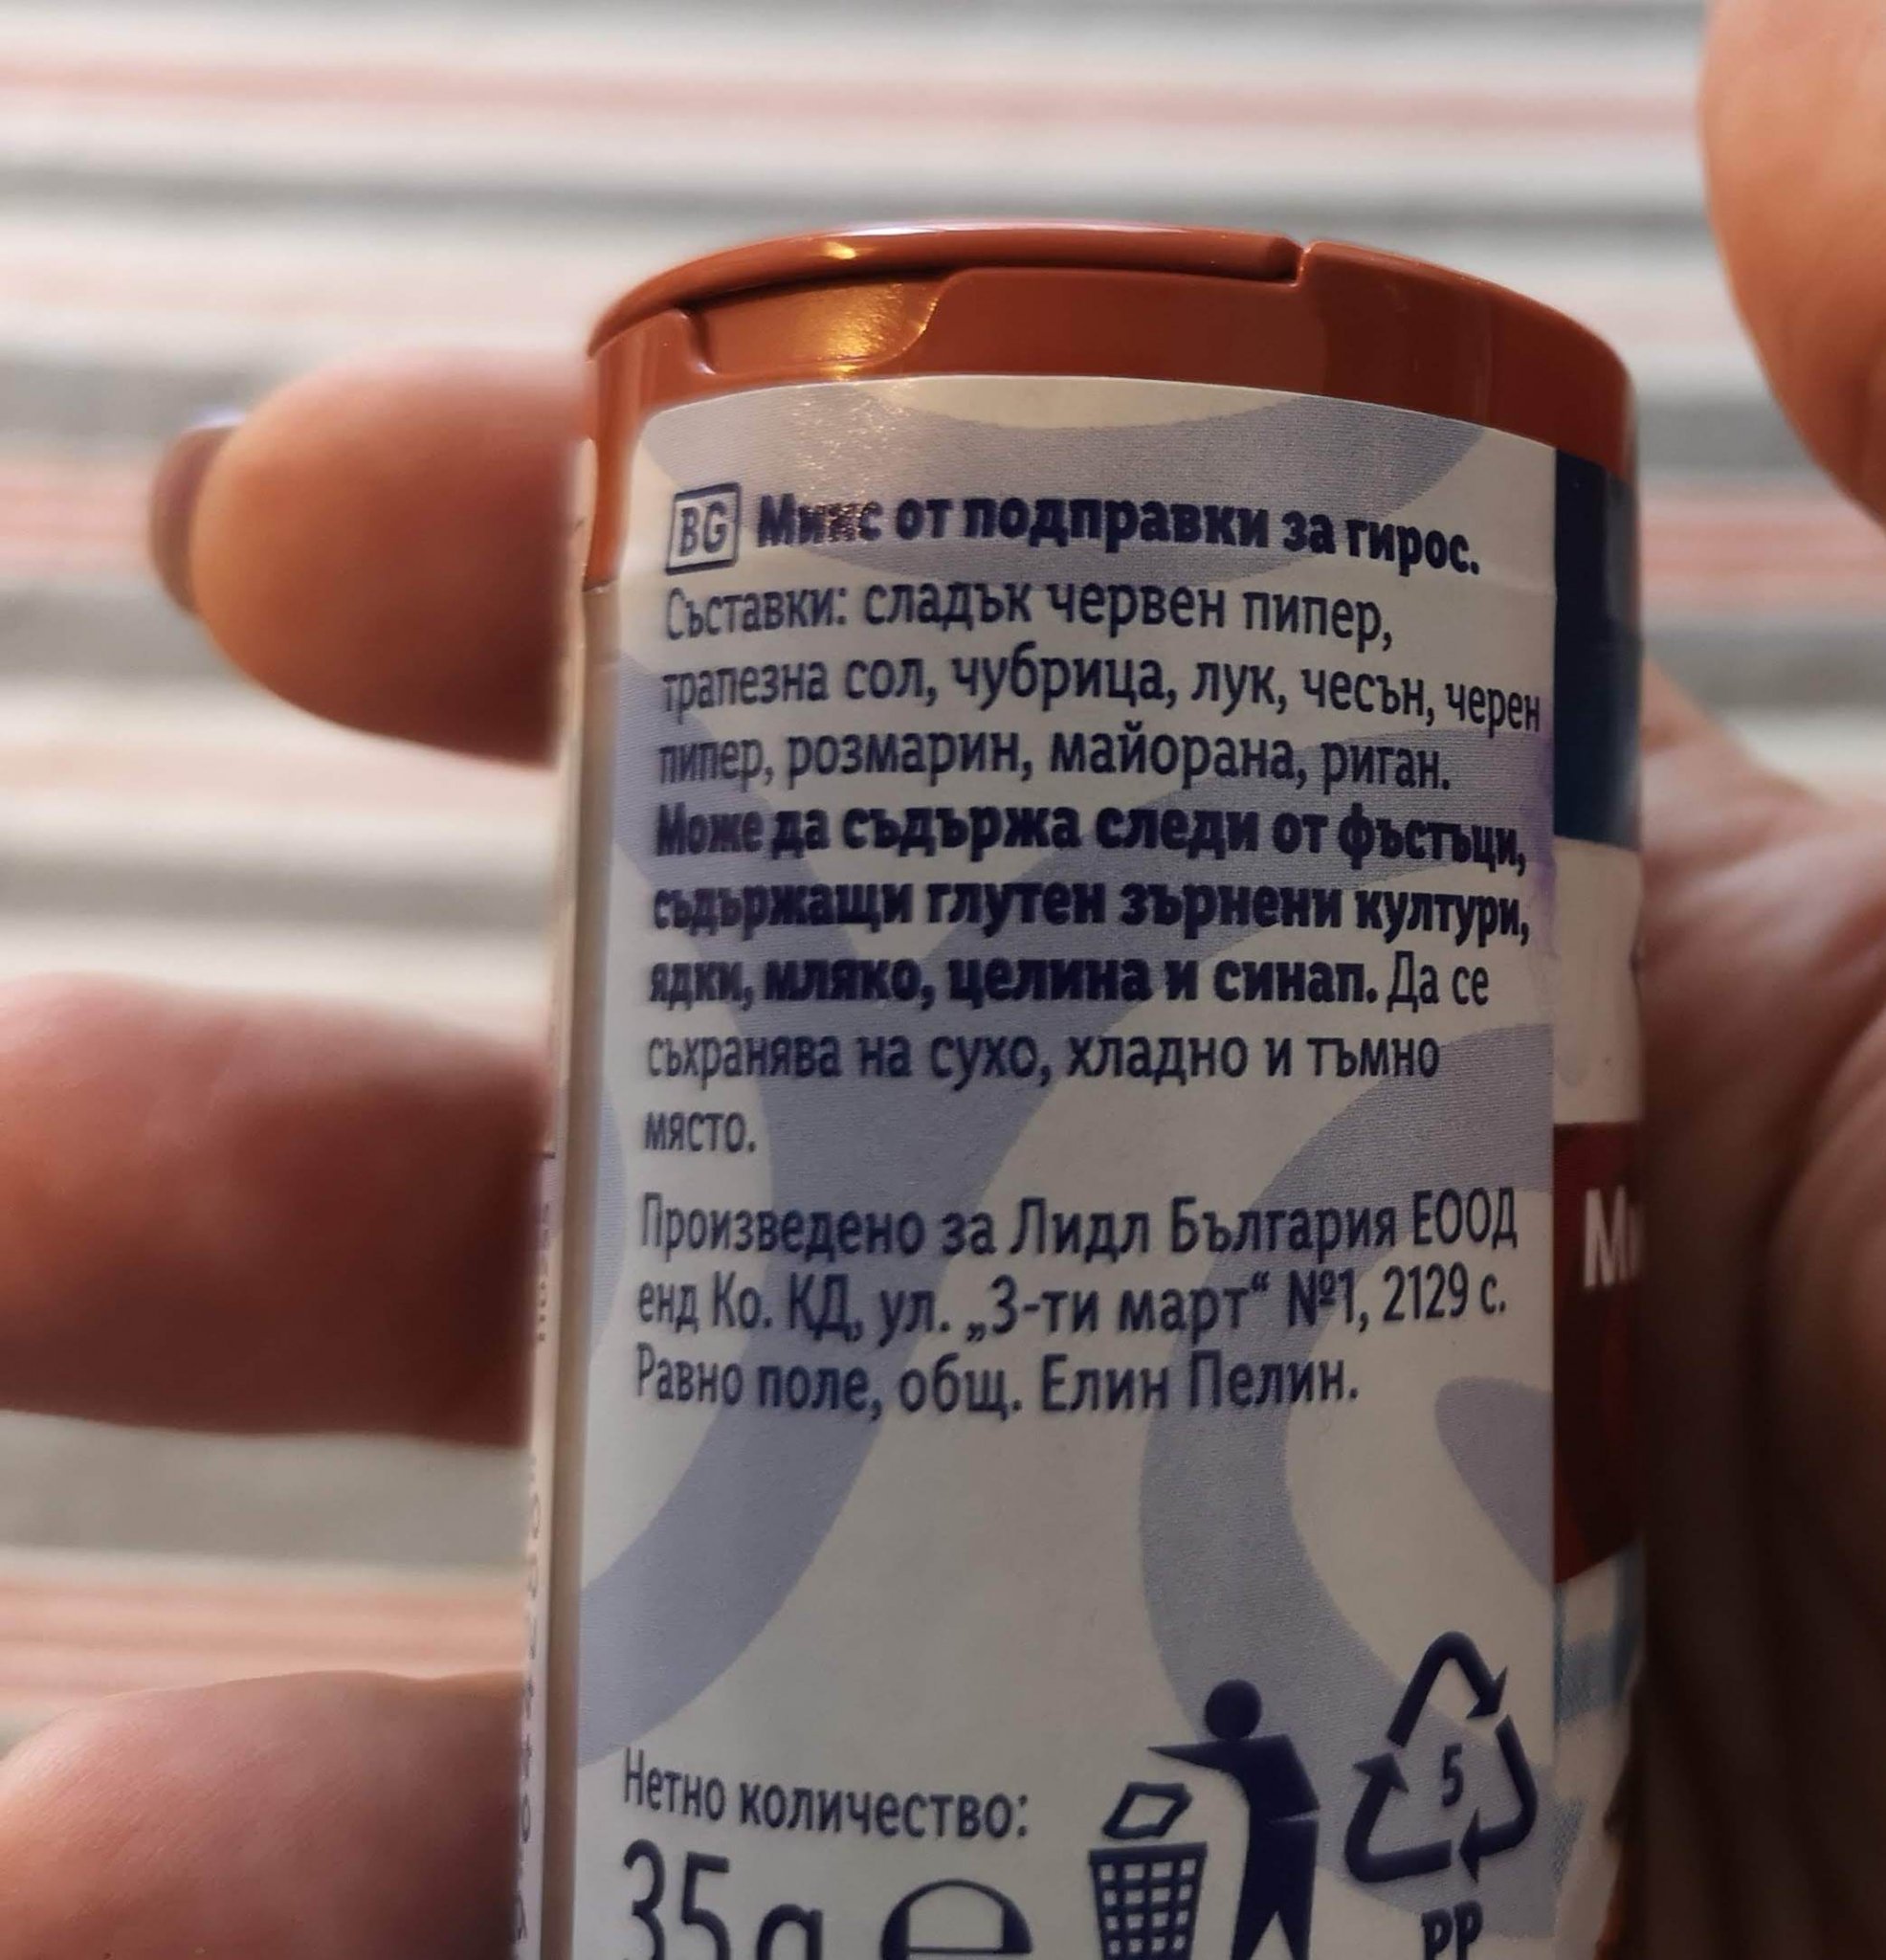 BG Микс от подправки за гирос.
Съставки: сладък червен пипер,
трапезна сол, чубрица, лук, чесън, черен
пипер, розмарин, майорана, риган.
Може да съдържа следи от фъстъци,
съдържащи глутен зърнени култури,
ядки, мляко, целина и синап. Да се
съхранява на сухо, хладно и тъмно
място.
Произведено за Лидл България ЕООД
енд Ко. КД, ул. „3-ти март“ №1, 2129 с.
Равно поле, общ. Елин Пелин.
Нетно количество:
35g e
5
PP